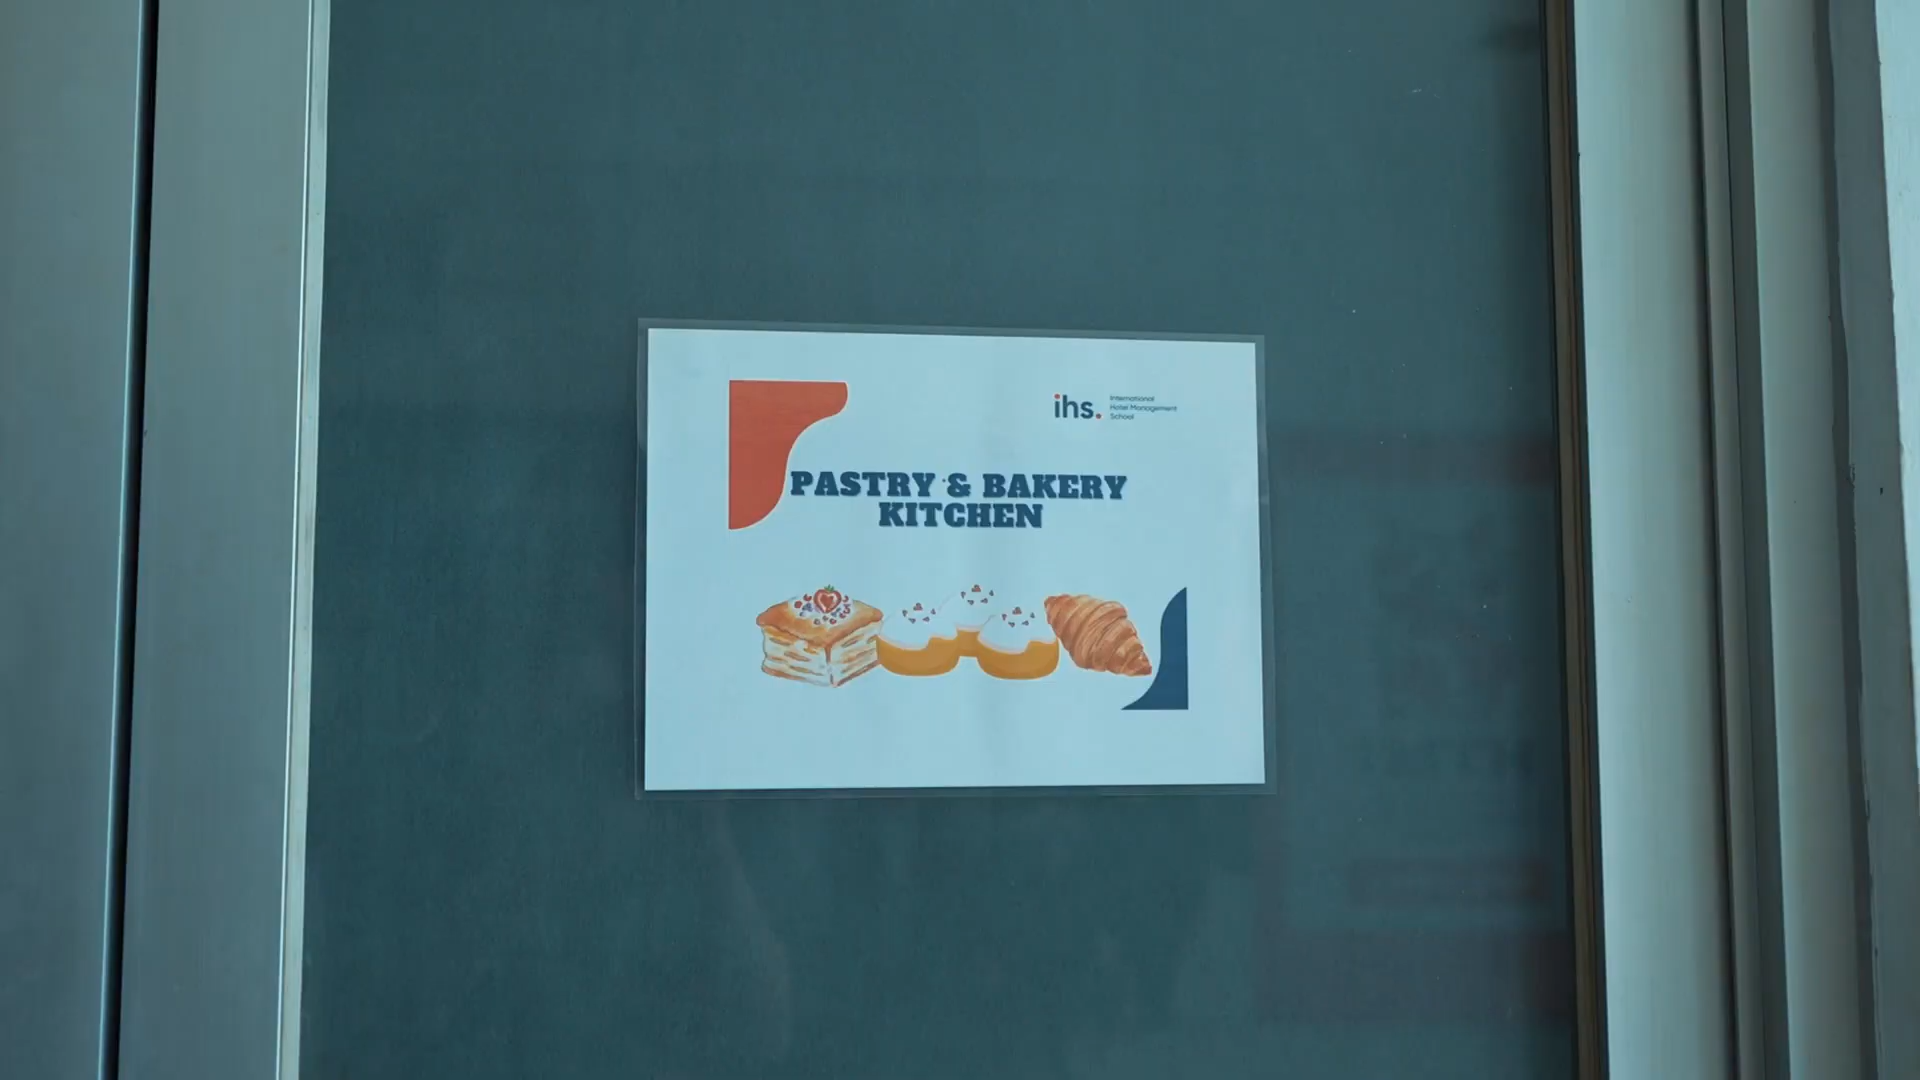 ihs.
International
Hotel Management
School
PASTRY & BAKERY
KITCHEN